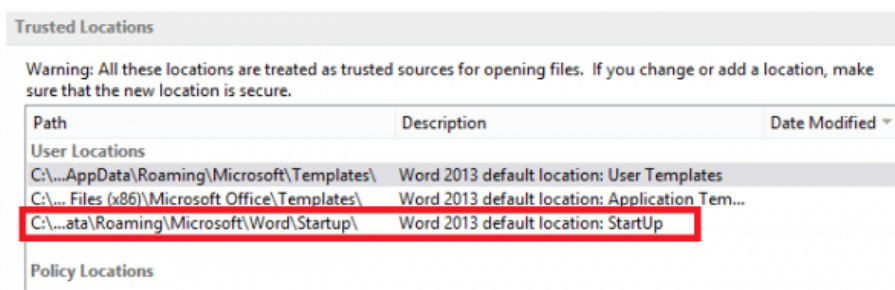 Trusted Locations
Warning: All these locations are treated as trusted sources for opening files.  If you change or add a location, make
sure that the new location is secure.
Path Description Date Modified
User Locations
C:\...AppData\Roaming\Microsoft\Templates\ Word 2013 default location: User Templates
C:\... Files (x86)\Microsoft Office\Templates\ Word 2013 default location: Application Tem...
C:\...ata\Roaming\Microsoft\Word\Startup\ Word 2013 default location: StartUp
Policy Locations